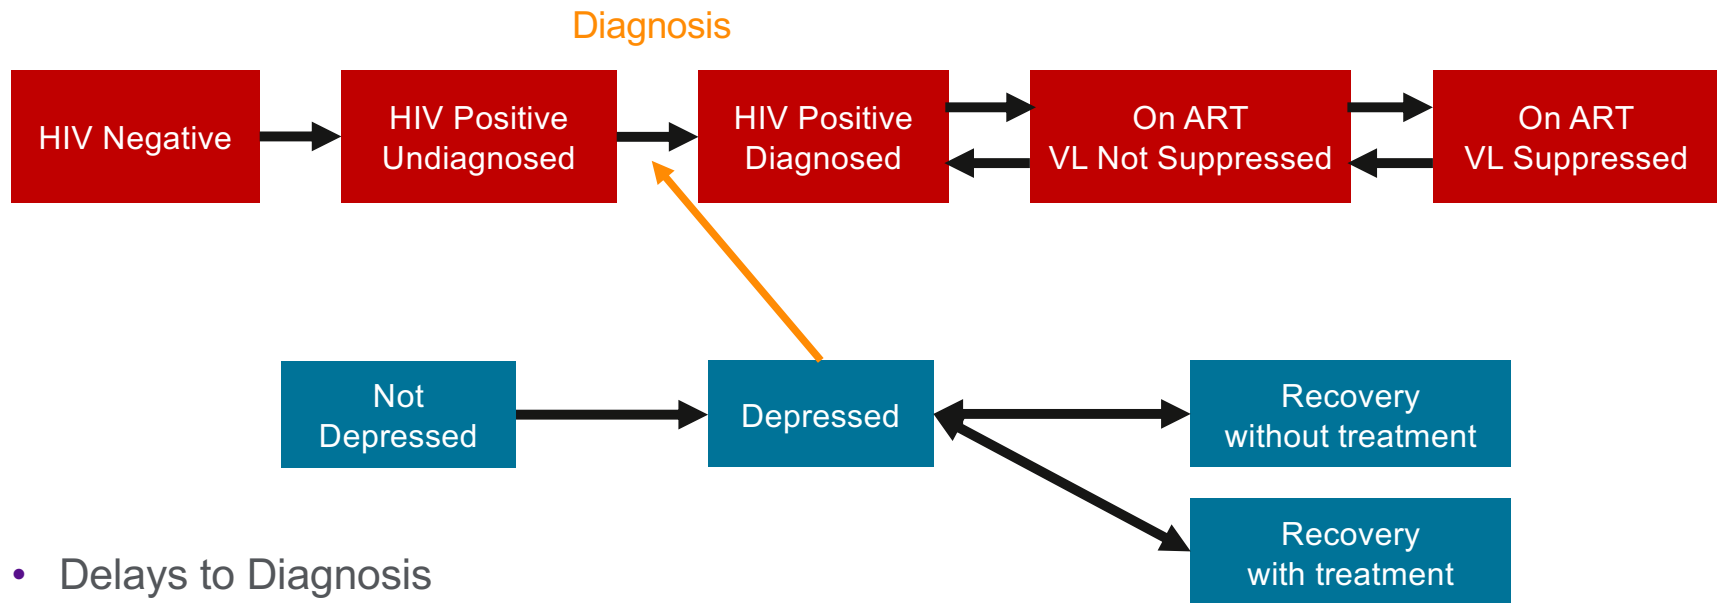 Diagnosis
HIV Negative
HIV Positive
Undiagnosed
HIV Positive
Diagnosed
On ART
VL Not Suppressed
On ART
VL Suppressed
Not
Depressed
Depressed
Recovery
without treatment
Recovery
with treatment
• Delays to Diagnosis